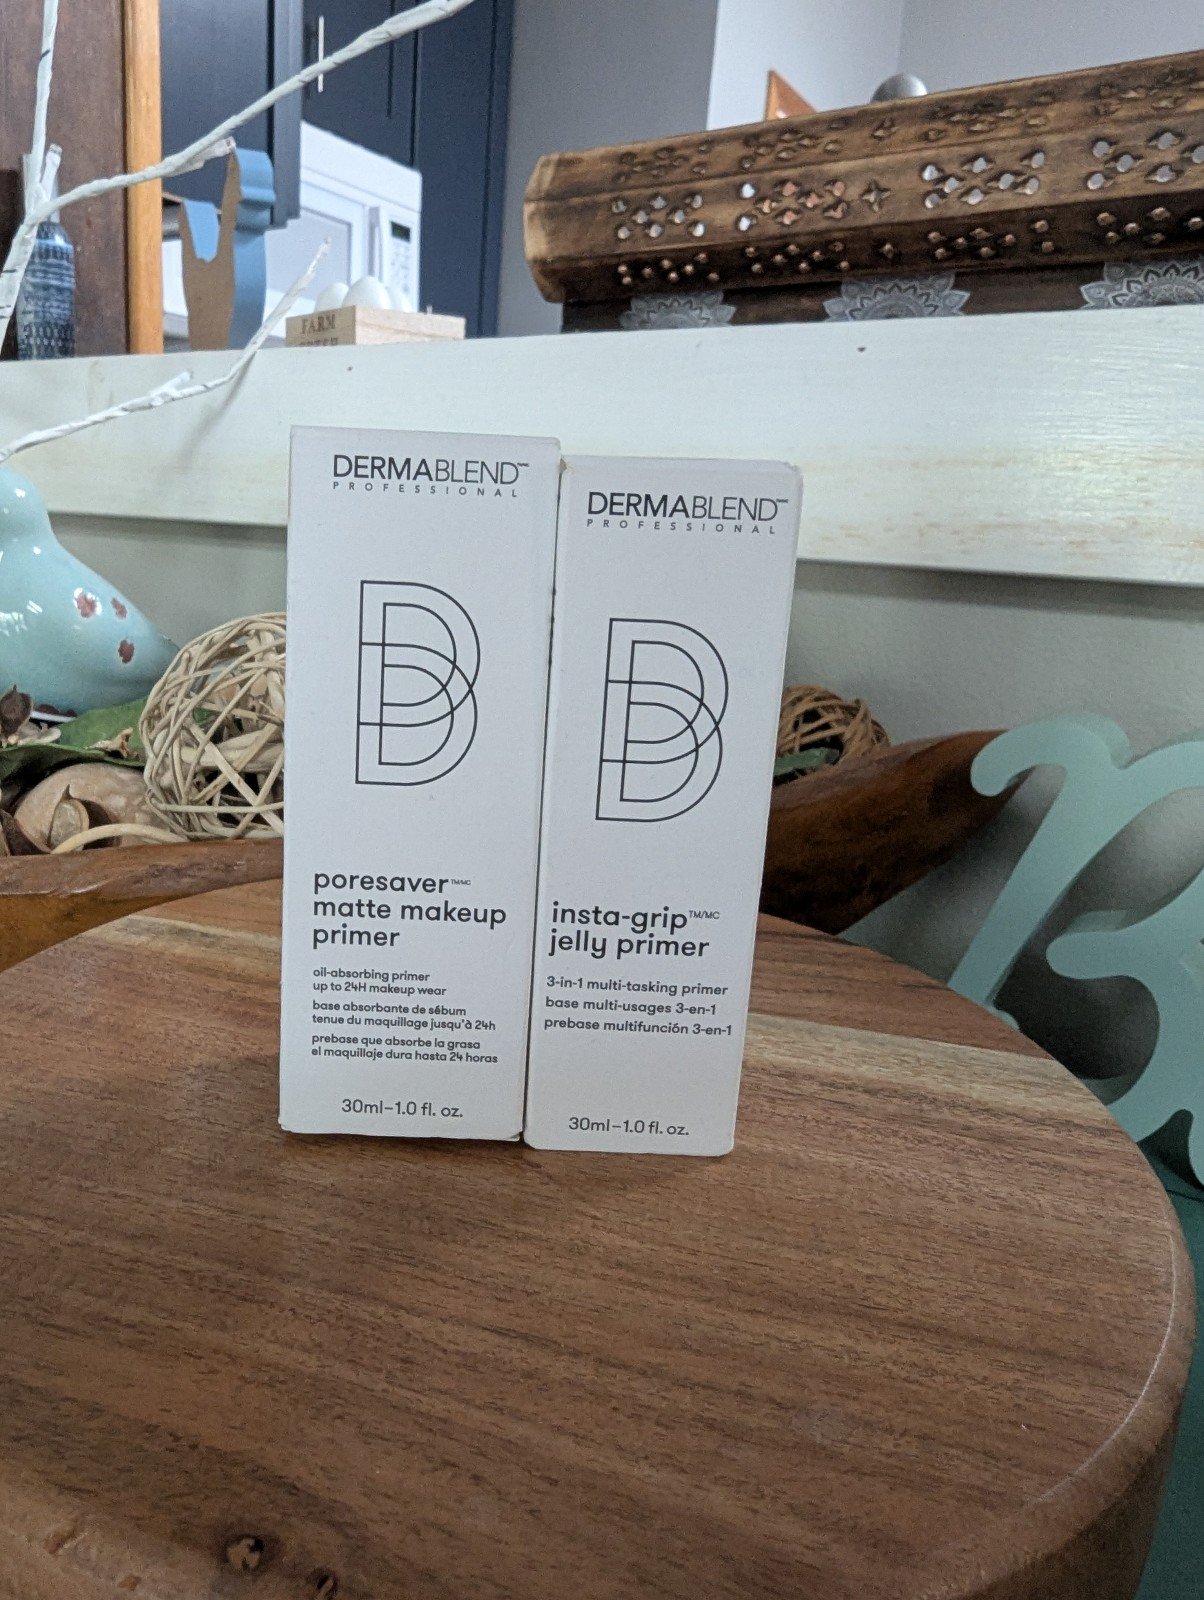 FARM
DERMABLEND™
PROFESSIONAL
poresaver™/MC
matte makeup
primer
oil-absorbing primer
up to 24H makeup wear
base absorbante de sébum
tenue du maquillage jusqu'à 24h
prebase que absorbe la grasa
el maquillaje dura hasta 24 horas
30ml–1.0 fl. oz.
DERMABLEND™
PROFESSIONAL
insta-grip™/MC
jelly primer
3-in-1 multi-tasking primer
base multi-usages 3-en-1
prebase multifunción 3-en-1
30ml–1.0 fl. oz.